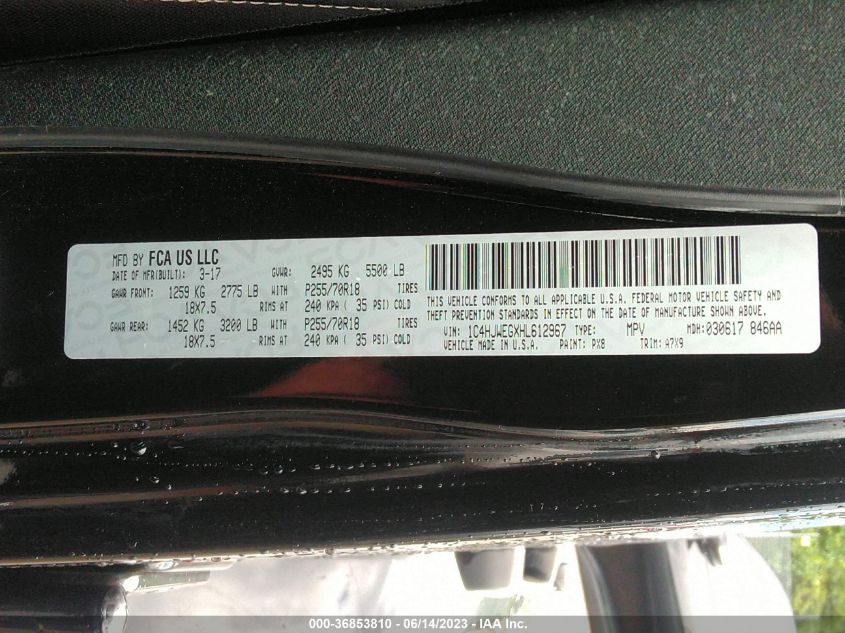 MFD BY FCA US LLC
DATE OF MFR(BUILT): 3-17 GVWR: 2495 KG 5500 LB
GAWR FRONT: 1259 KG 2775 LB WITH P255/70R18 TIRES
18X7.5 RIMS AT 240 KPA ( 35 PSI) COLD
GAWR REAR: 1452 KG 3200 LB WITH P255/70R18 TIRES
18X7.5 RIMS AT 240 KPA ( 35 PSI) COLD
THIS VEHICLE CONFORMS TO ALL APPLICABLE U.S.A. FEDERAL MOTOR VEHICLE SAFETY AND
THEFT PREVENTION STANDARDS IN EFFECT ON THE DATE OF MANUFACTURE SHOWN ABOVE.
VIN: 1C4HJWEGXHL612967 TYPE: MPV MDH: 030617 846AA
VEHICLE MADE IN U.S.A. PAINT: PX8 TRIM: A7X9
000-36853810 - 06/14/2023 - IAA Inc.